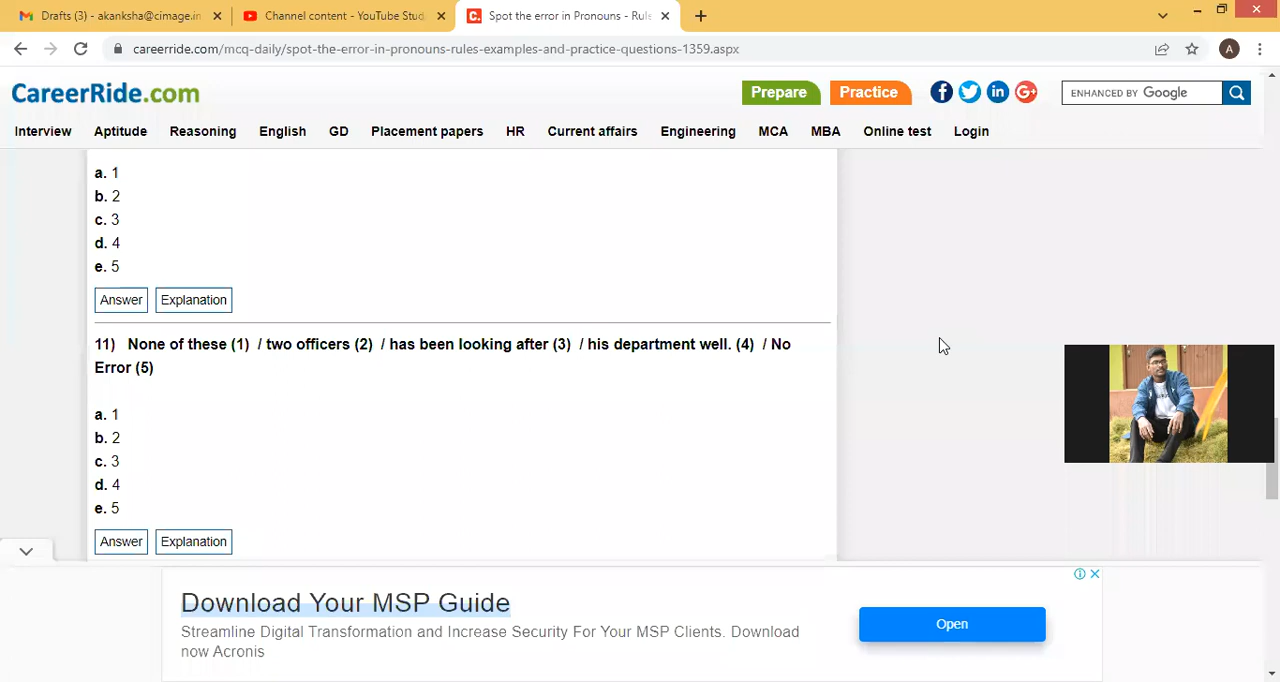 Drafts (3) - akanksha@cimage.in
Channel content - YouTube Stud
Spot the error in Pronouns - Rule
careerride.com/mcq-daily/spot-the-error-in-pronouns-rules-examples-and-practice-questions-1359.aspx
A
CareerRide.com
Prepare
Practice
ENHANCED BY Google
Interview Aptitude Reasoning English GD Placement papers HR Current affairs Engineering MCA MBA Online test Login
a. 1
b. 2
c. 3
d. 4
e. 5
Answer Explanation
11) None of these (1) / two officers (2) / has been looking after (3) / his department well. (4) / No
Error (5)
a. 1
b. 2
c. 3
d. 4
e. 5
Answer Explanation
Download Your MSP Guide
Streamline Digital Transformation and Increase Security For Your MSP Clients. Download
now Acronis
Open